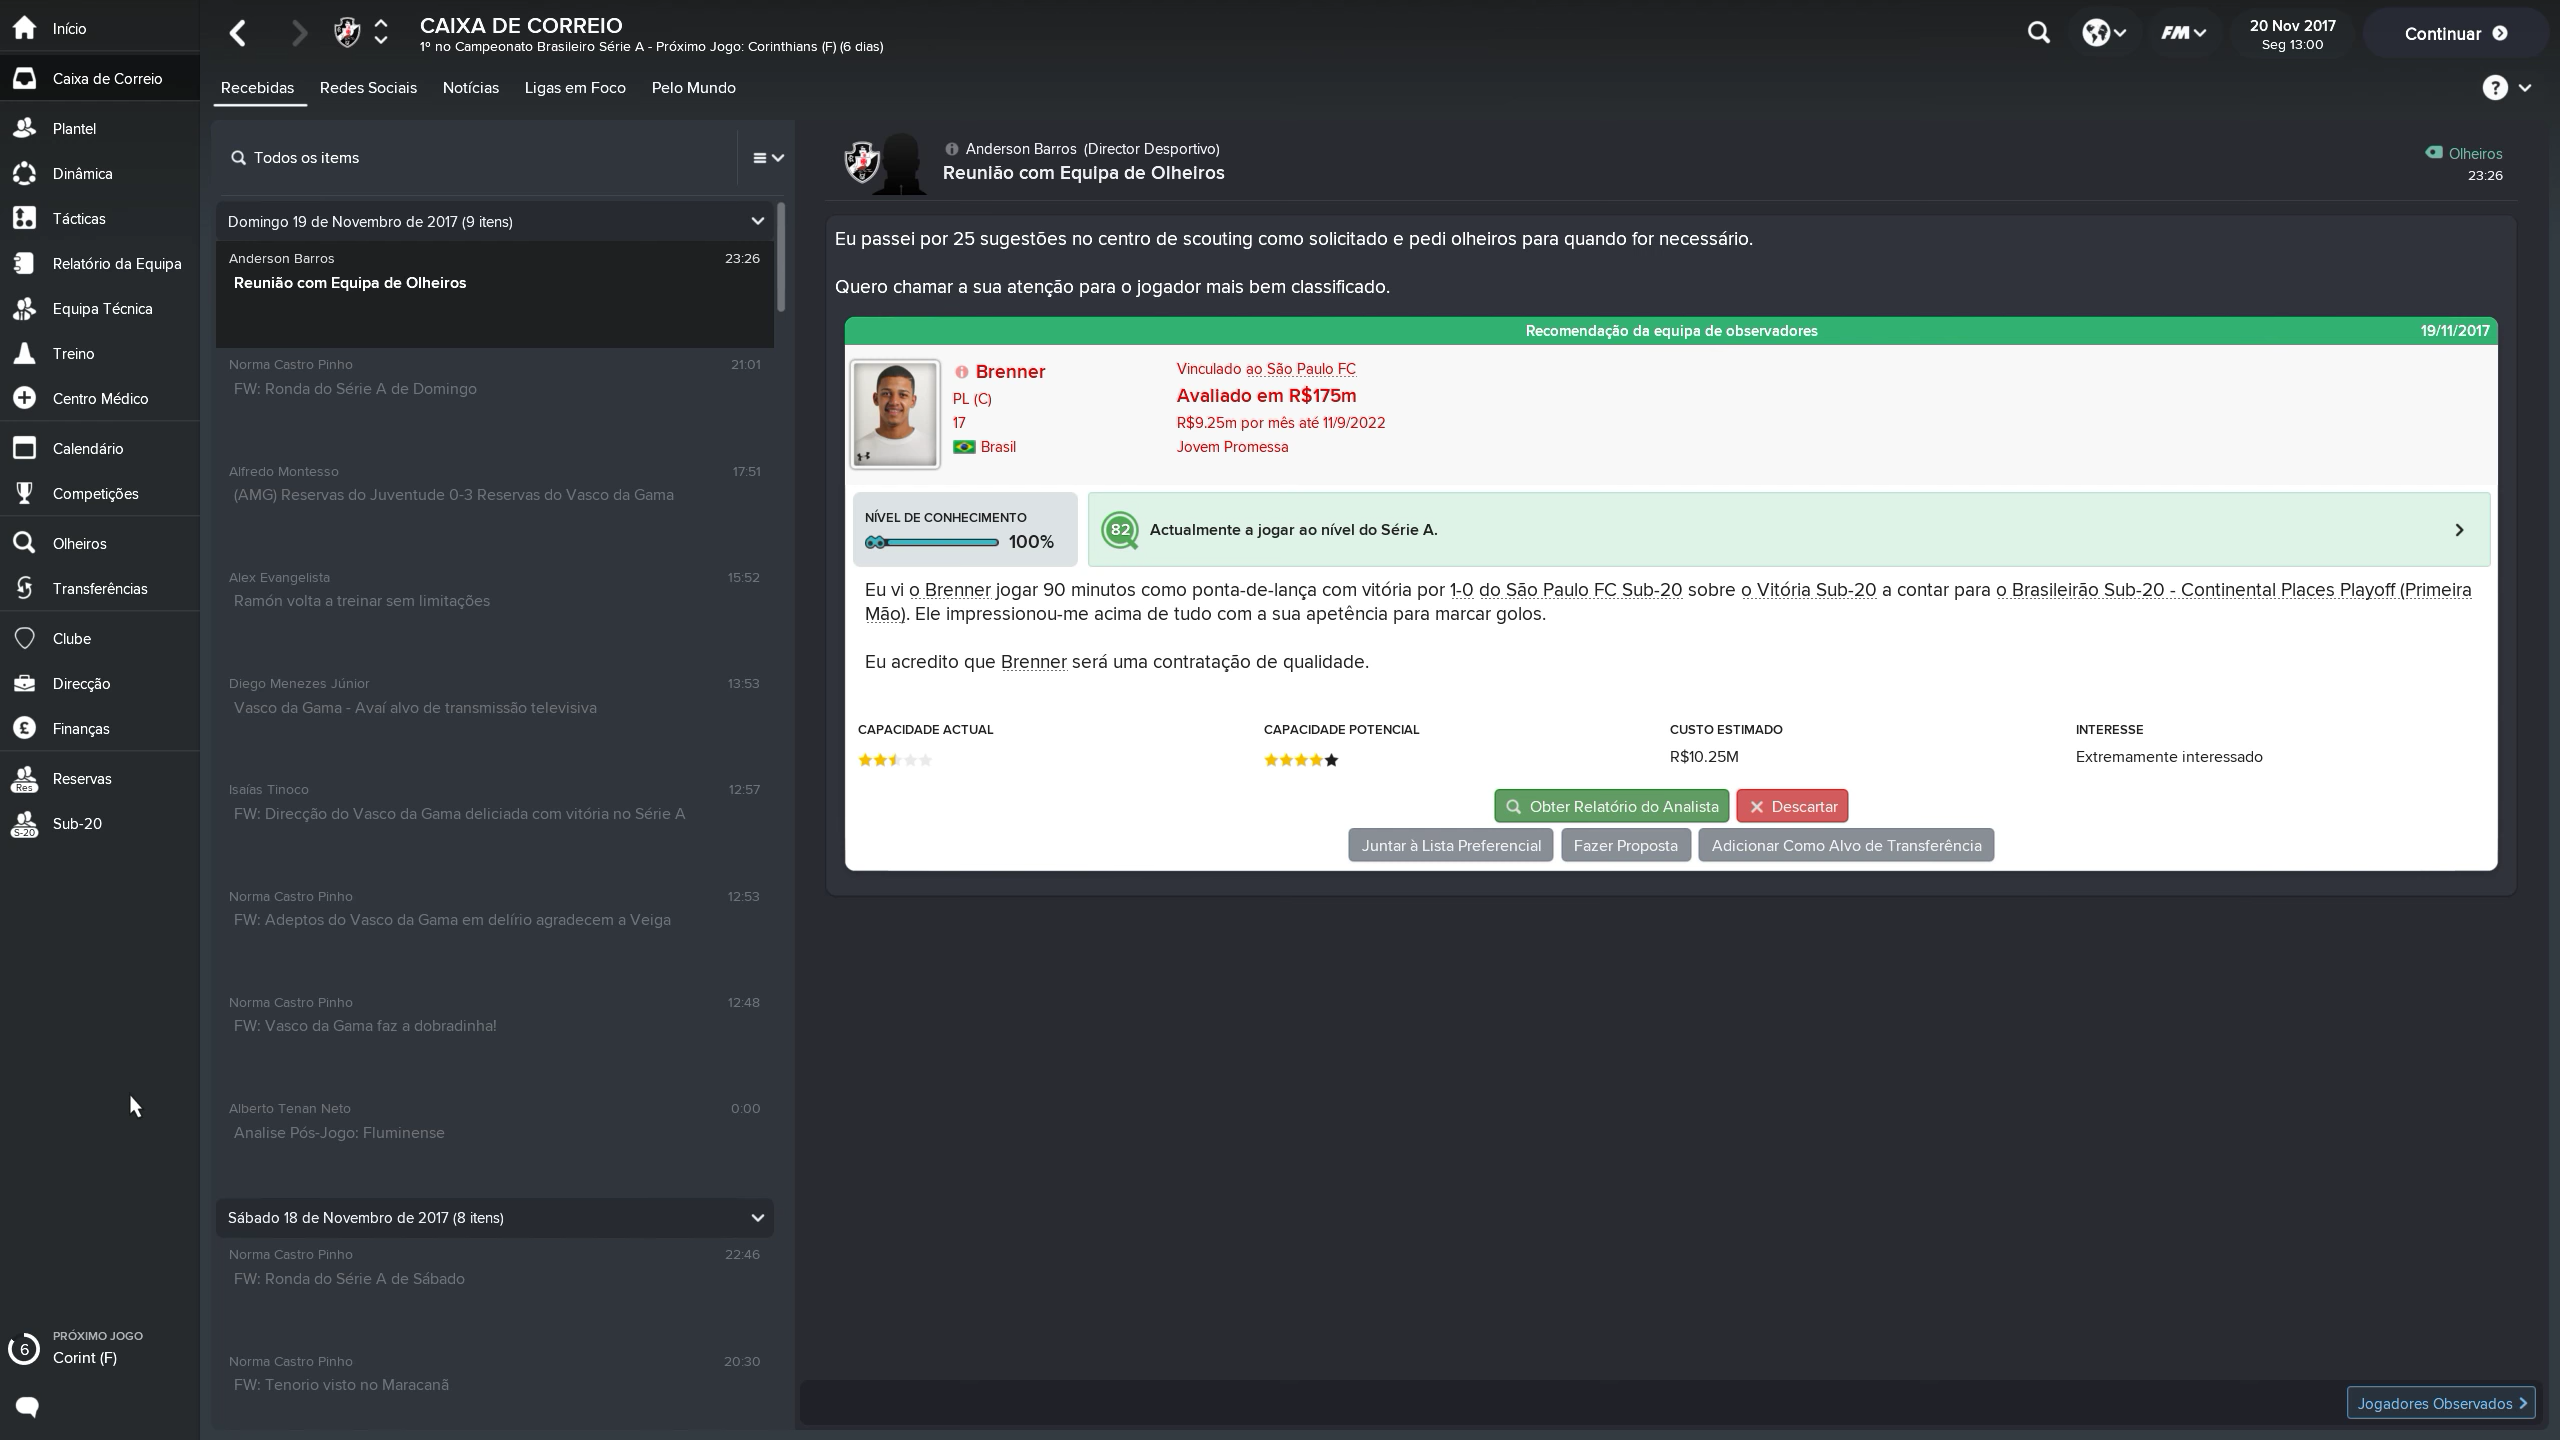 Início
Caixa de Correio
Plantel
Dinâmica
Tácticas
Relatório da Equipa
Equipa Técnica
Treino
Centro Médico
Calendário
Competições
Olheiros
Transferências
Clube
Direcção
Finanças
Res
Reservas
S-20
Sub-20
PRÓXIMO JOGO
6
Corint (F)
CAIXA DE CORREIO
1º no Campeonato Brasileiro Série A - Próximo Jogo: Corinthians (F) (6 dias)
FM
20 Nov 2017
Seg 13:00
Continuar
Recebidas
Redes Sociais
Notícias
Ligas em Foco
Pelo Mundo
?
Todos os items
Domingo 19 de Novembro de 2017 (9 itens)
Anderson Barros 23:26
Reunião com Equipa de Olheiros
Norma Castro Pinho 21:01
FW: Ronda do Série A de Domingo
Alfredo Montesso 17:51
(AMG) Reservas do Juventude 0-3 Reservas do Vasco da Gama
Alex Evangelista 15:52
Ramón volta a treinar sem limitações
Diego Menezes Júnior 13:53
Vasco da Gama - Avaí alvo de transmissão televisiva
Isaías Tinoco 12:57
FW: Direcção do Vasco da Gama deliciada com vitória no Série A
Norma Castro Pinho 12:53
FW: Adeptos do Vasco da Gama em delírio agradecem a Veiga
Norma Castro Pinho 12:48
FW: Vasco da Gama faz a dobradinha!
Alberto Tenan Neto 0:00
Analise Pós-Jogo: Fluminense
Sábado 18 de Novembro de 2017 (8 itens)
Norma Castro Pinho 22:46
FW: Ronda do Série A de Sábado
Norma Castro Pinho 20:30
FW: Tenorio visto no Maracanã
Anderson Barros (Director Desportivo)
Reunião com Equipa de Olheiros
Olheiros
23:26
Eu passei por 25 sugestões no centro de scouting como solicitado e pedi olheiros para quando for necessário.
Quero chamar a sua atenção para o jogador mais bem classificado.
Recomendação da equipa de observadores 19/11/2017
Brenner
PL (C)
17
Brasil
Vinculado ao São Paulo FC
Avaliado em R$175m
R$9.25m por mês até 11/9/2022
Jovem Promessa
NÍVEL DE CONHECIMENTO
100%
82 Actualmente a jogar ao nível do Série A.
Eu vi o Brenner jogar 90 minutos como ponta-de-lança com vitória por 1-0 do São Paulo FC Sub-20 sobre o Vitória Sub-20 a contar para o Brasileirão Sub-20 - Continental Places Playoff (Primeira
Mão). Ele impressionou-me acima de tudo com a sua apetência para marcar golos.
Eu acredito que Brenner será uma contratação de qualidade.
CAPACIDADE ACTUAL
CAPACIDADE POTENCIAL
CUSTO ESTIMADO
R$10.25M
INTERESSE
Extremamente interessado
Obter Relatório do Analista
Descartar
Juntar à Lista Preferencial
Fazer Proposta
Adicionar Como Alvo de Transferência
Jogadores Observados